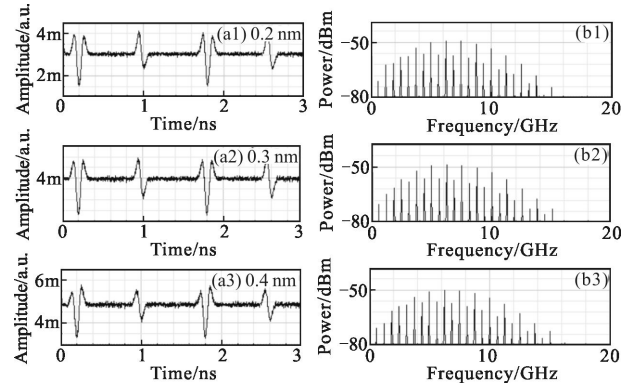 Amplitude/a.u.
4m
2m
(a1) 0.2 nm
0
1
2
3
Time/ns
Power/dBm
-50
-80
(b1)
0
10
20
Frequency/GHz
Amplitude/a.u.
4m
(a2) 0.3 nm
0
1
2
3
Time/ns
Power/dBm
-50
-80
(b2)
0
10
20
Frequency/GHz
Amplitude/a.u.
6m
4m
(a3) 0.4 nm
0
1
2
3
Time/ns
Power/dBm
-50
-80
(b3)
0
10
20
Frequency/GHz